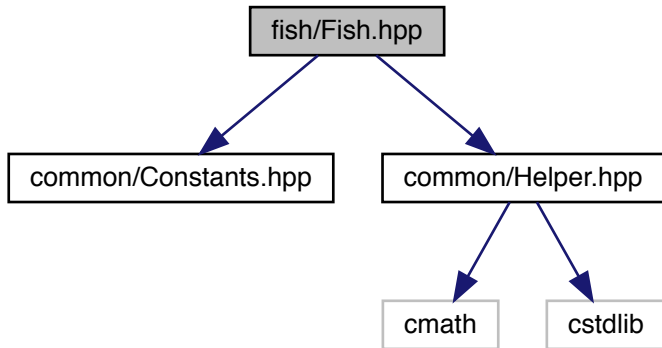 fish/Fish.hpp
common/Constants.hpp
common/Helper.hpp
cmath
cstdlib